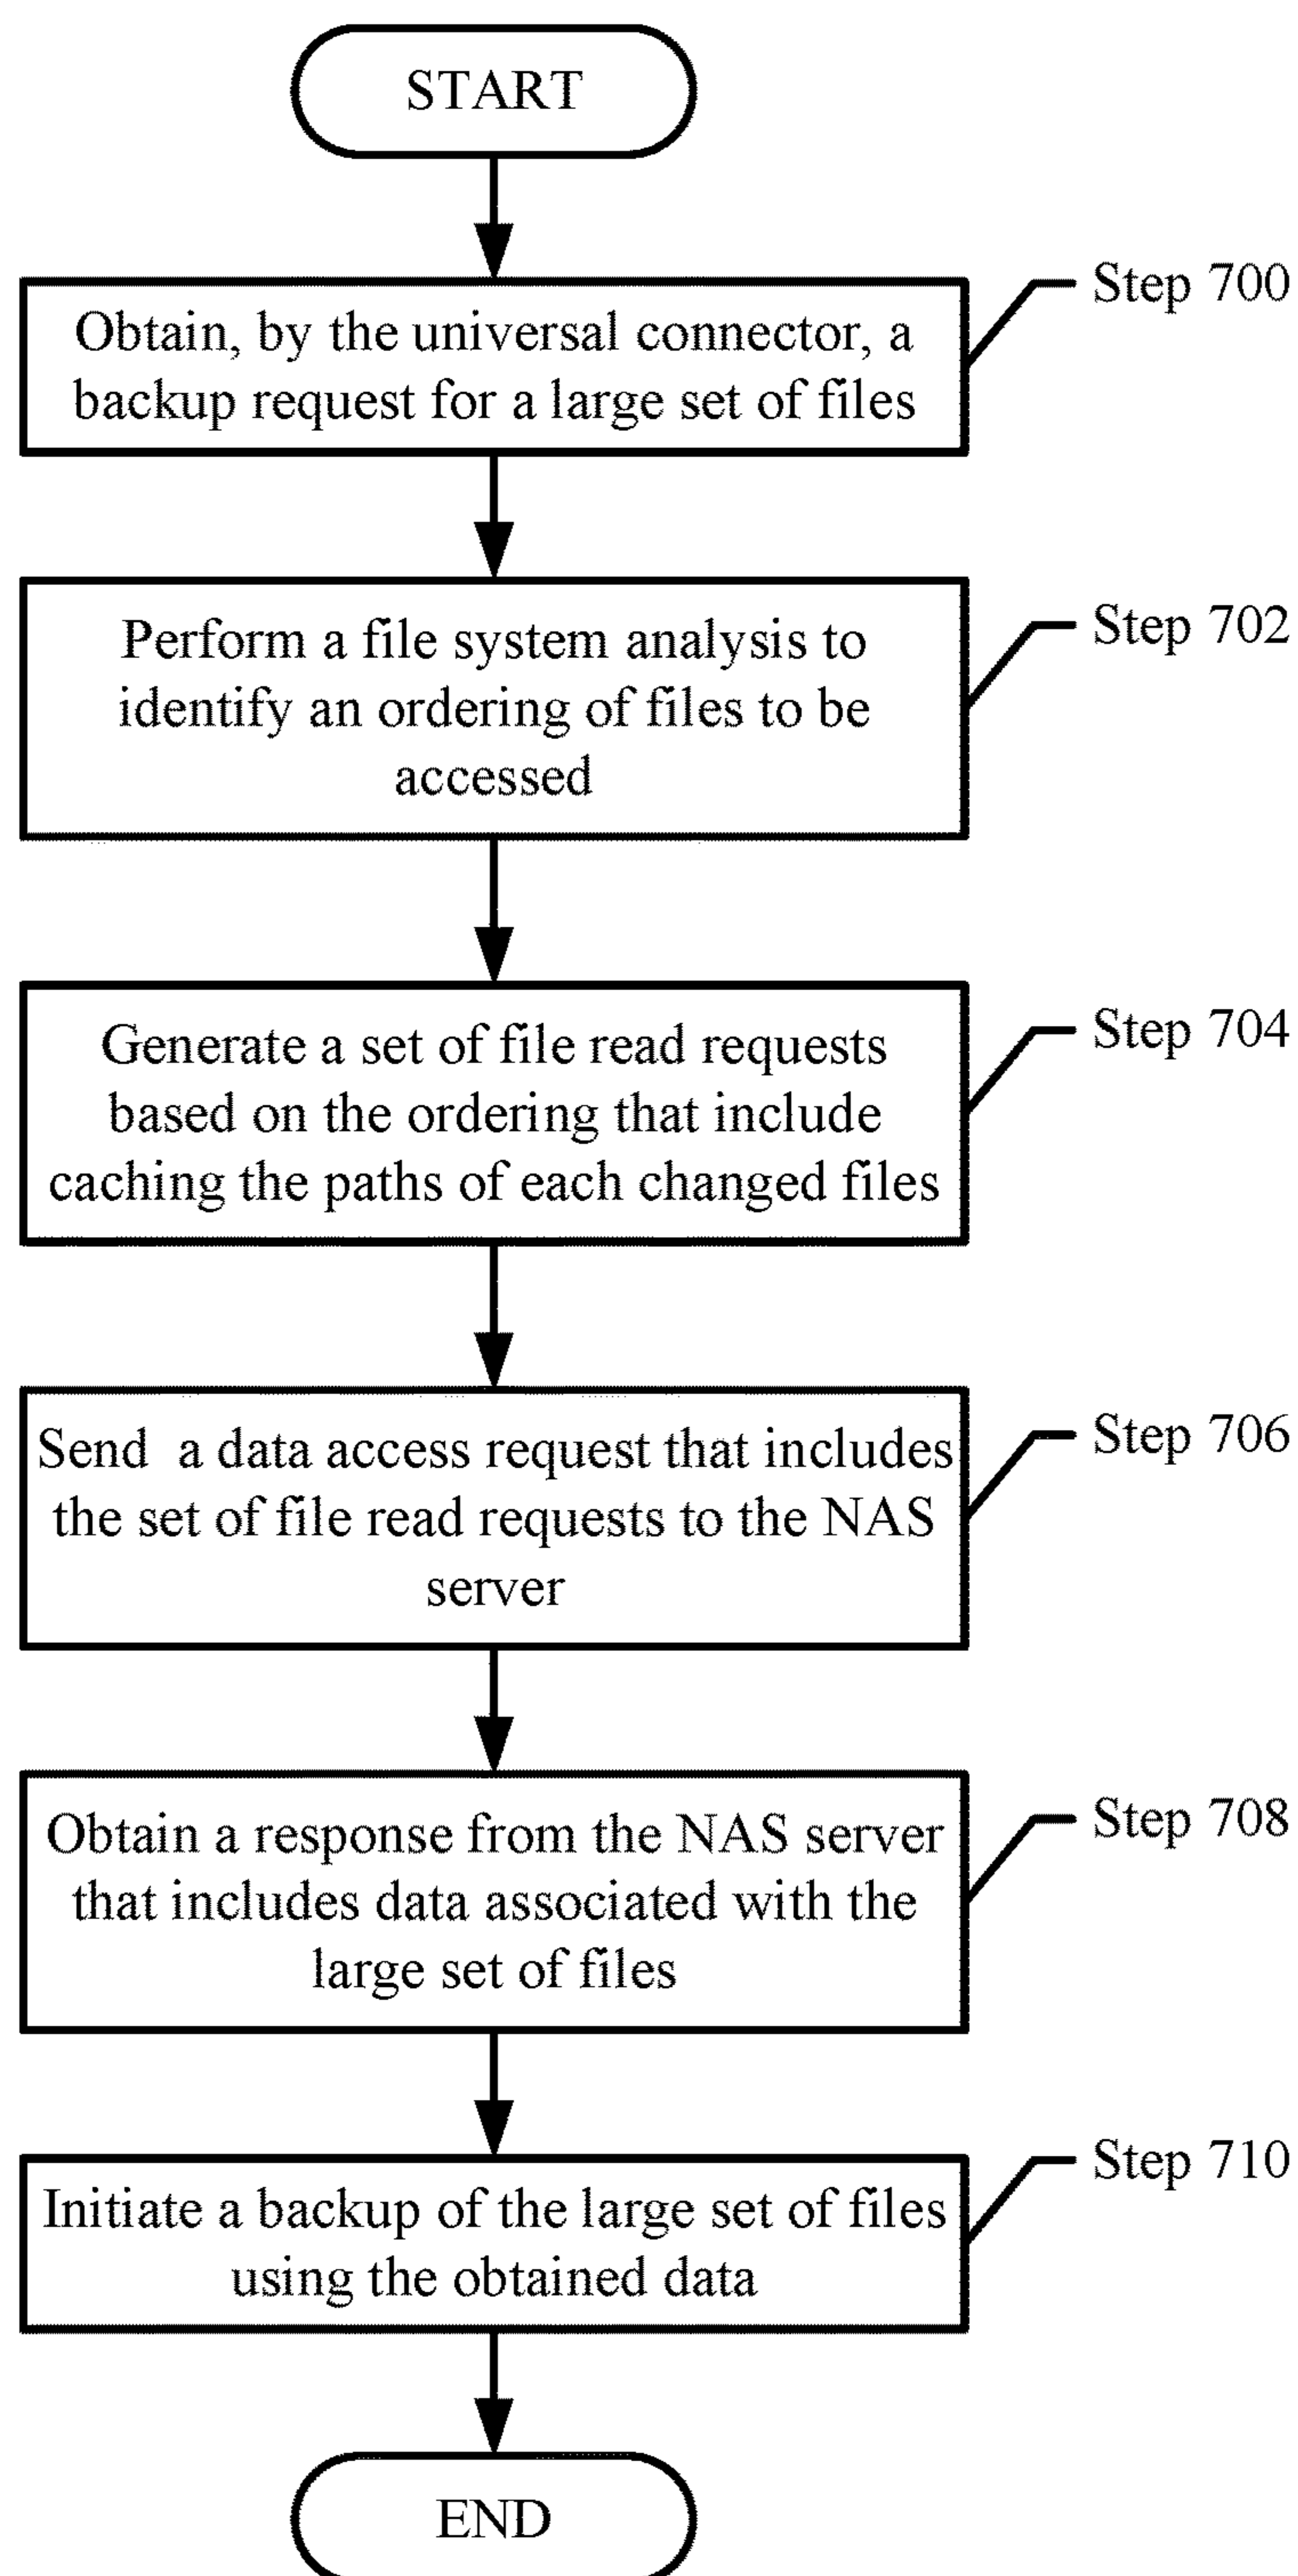 START
Step 700
Obtain, by the universal connector, a
backup request for a large set of files
Step 702
Perform a file system analysis to
identify an ordering of files to be
accessed
Step 704
Generate a set of file read requests
based on the ordering that include
caching the paths of each changed files
Step 706
Send a data access request that includes
the set of file read requests to the NAS
server
Step 708
Obtain a response from the NAS server
that includes data associated with the
large set of files
Step 710
Initiate a backup of the large set of files
using the obtained data
END